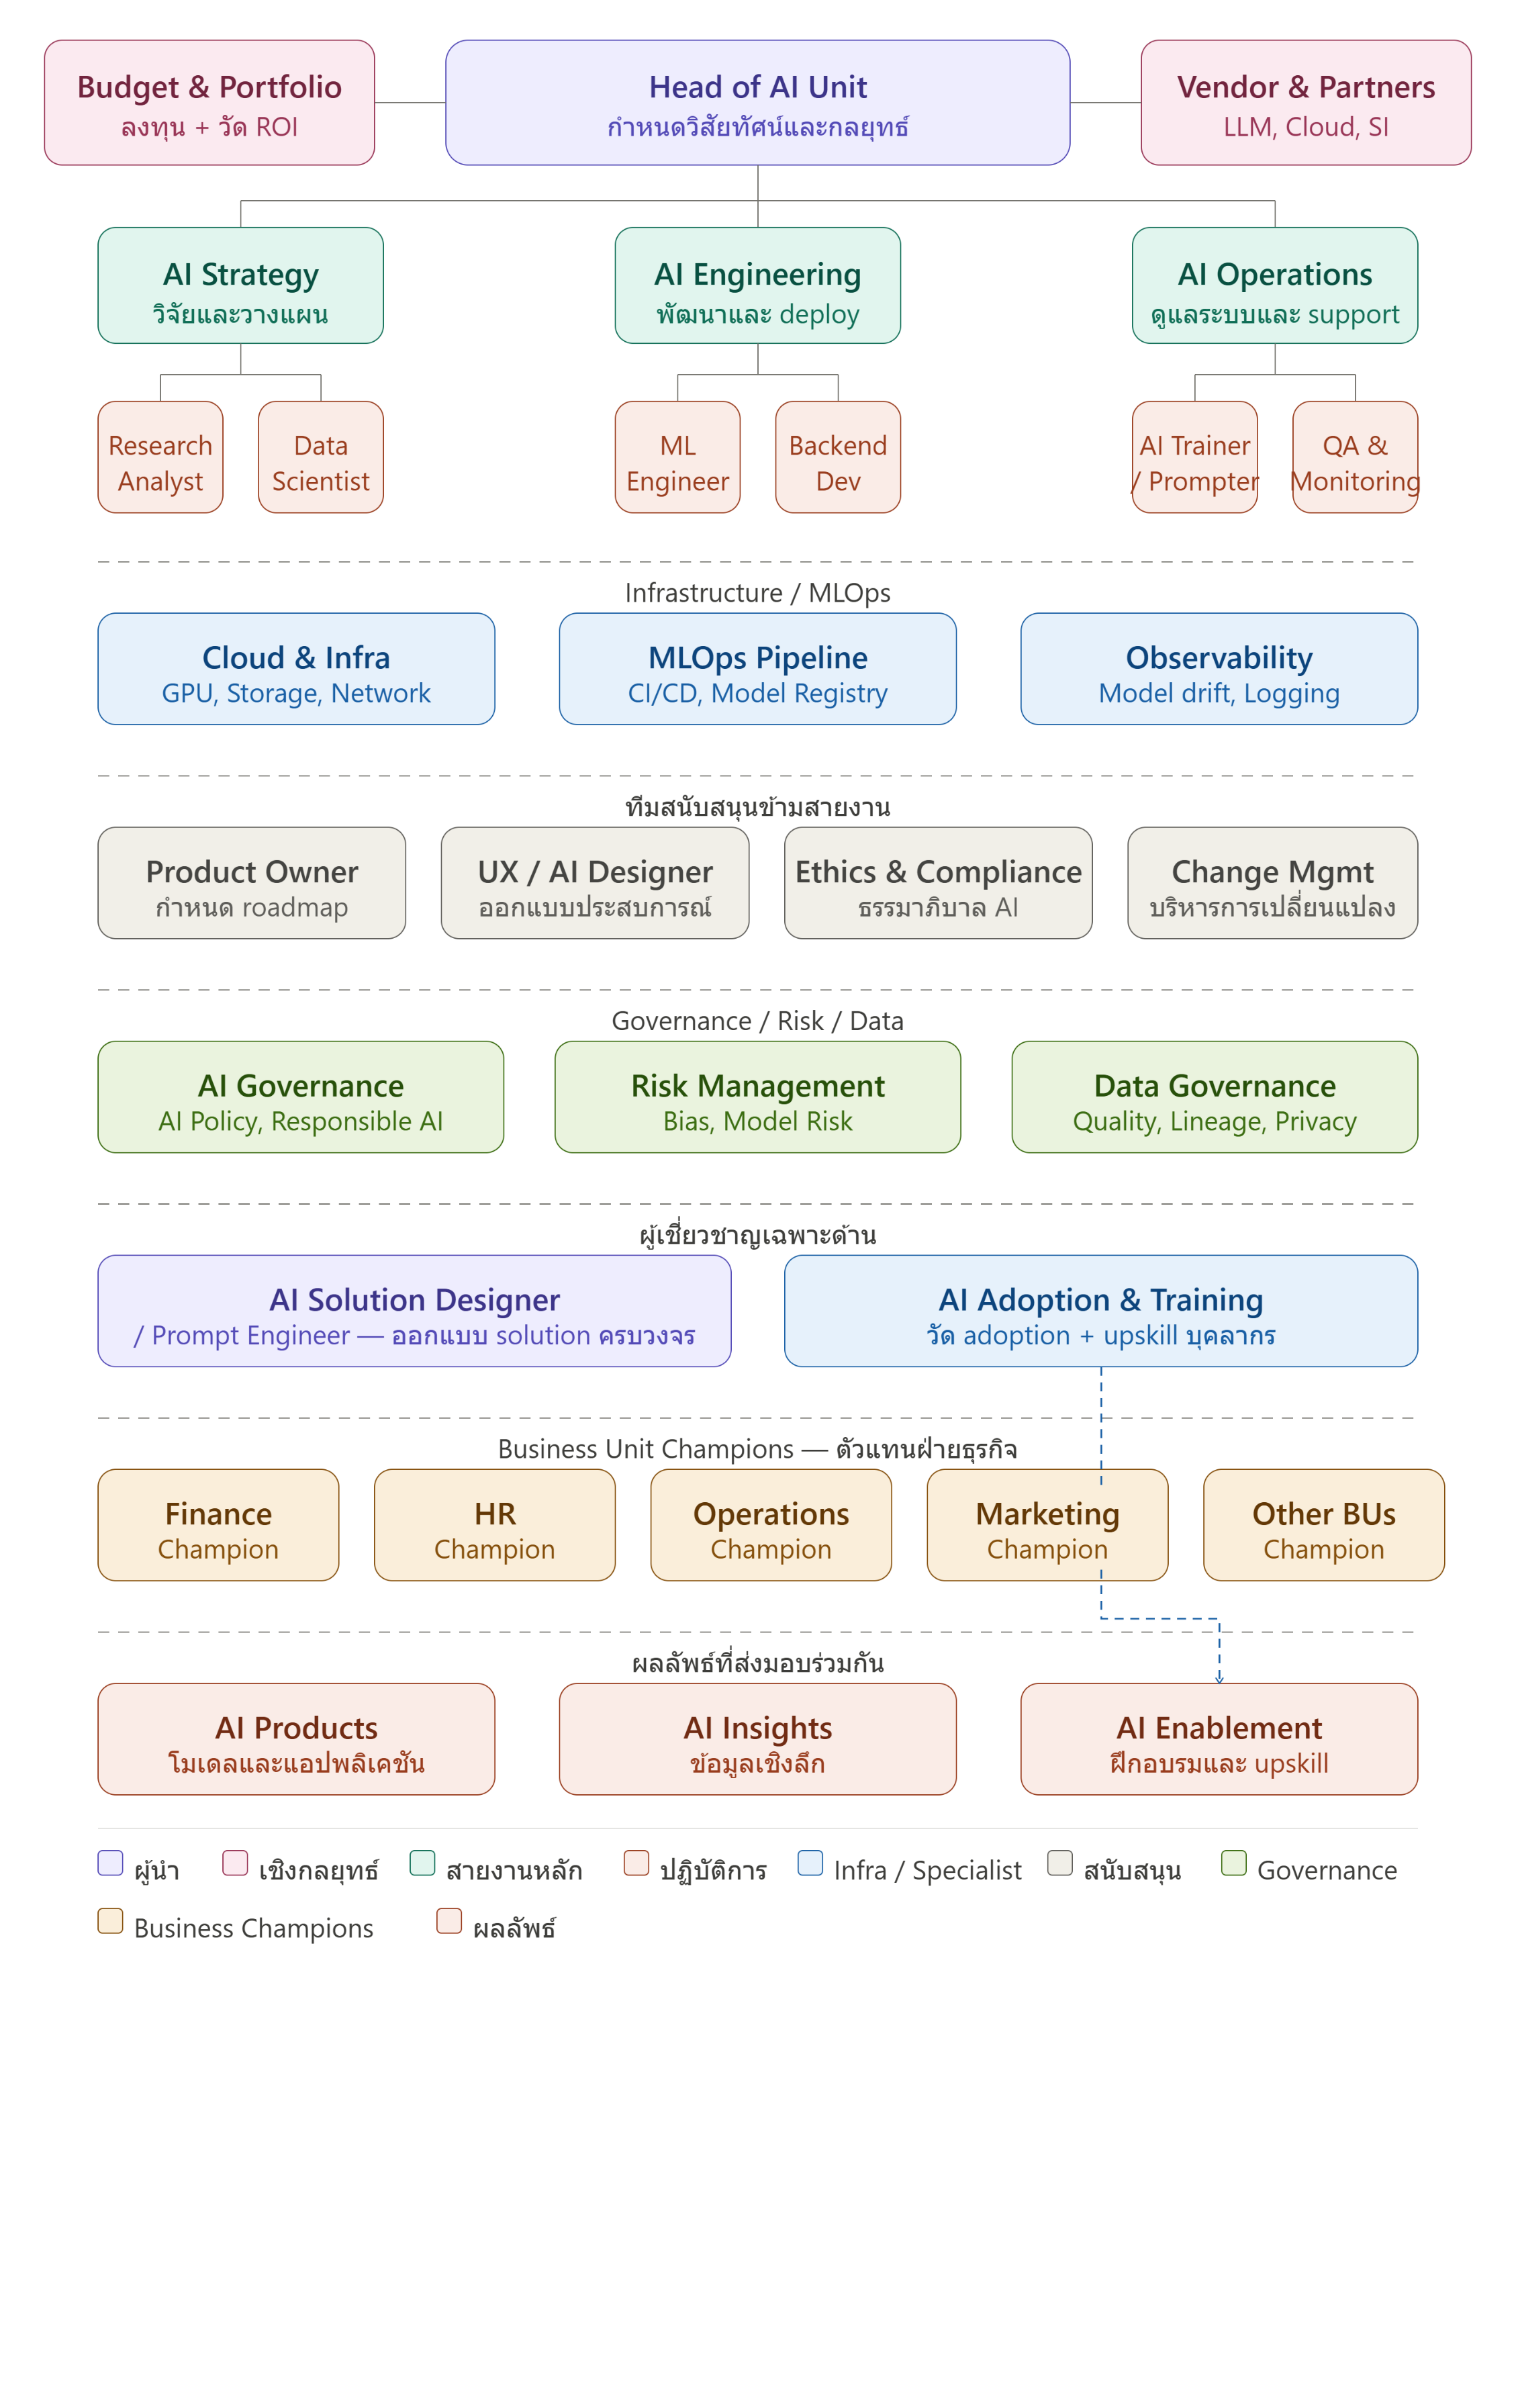 Budget & Portfolio
ลงทุน + วัด ROI
Head of AI Unit
กำหนดวิสัยทัศน์และกลยุทธ์
Vendor & Partners
LLM, Cloud, SI
AI Strategy
วิจัยและวางแผน
AI Engineering
พัฒนาและ deploy
AI Operations
ดูแลระบบและ support
Research
Analyst
Data
Scientist
ML
Engineer
Backend
Dev
AI Trainer
/ Prompter
QA &
Monitoring
Infrastructure / MLOps
Cloud & Infra
GPU, Storage, Network
MLOps Pipeline
CI/CD, Model Registry
Observability
Model drift, Logging
ทีมสนับสนุนข้ามสายงาน
Product Owner
กำหนด roadmap
UX / AI Designer
ออกแบบประสบการณ์
Ethics & Compliance
ธรรมาภิบาล AI
Change Mgmt
บริหารการเปลี่ยนแปลง
Governance / Risk / Data
AI Governance
AI Policy, Responsible AI
Risk Management
Bias, Model Risk
Data Governance
Quality, Lineage, Privacy
ผู้เชี่ยวชาญเฉพาะด้าน
AI Solution Designer
/ Prompt Engineer — ออกแบบ solution ครบวงจร
AI Adoption & Training
วัด adoption + upskill บุคลากร
Business Unit Champions — ตัวแทนฝ่ายธุรกิจ
Finance
Champion
HR
Champion
Operations
Champion
Marketing
Champion
Other BUs
Champion
ผลลัพธ์ที่ส่งมอบร่วมกัน
AI Products
โมเดลและแอปพลิเคชัน
AI Insights
ข้อมูลเชิงลึก
AI Enablement
ฝึกอบรมและ upskill
ผู้นำ
เชิงกลยุทธ์
สายงานหลัก
ปฏิบัติการ
Infra / Specialist
สนับสนุน
Governance
Business Champions
ผลลัพธ์